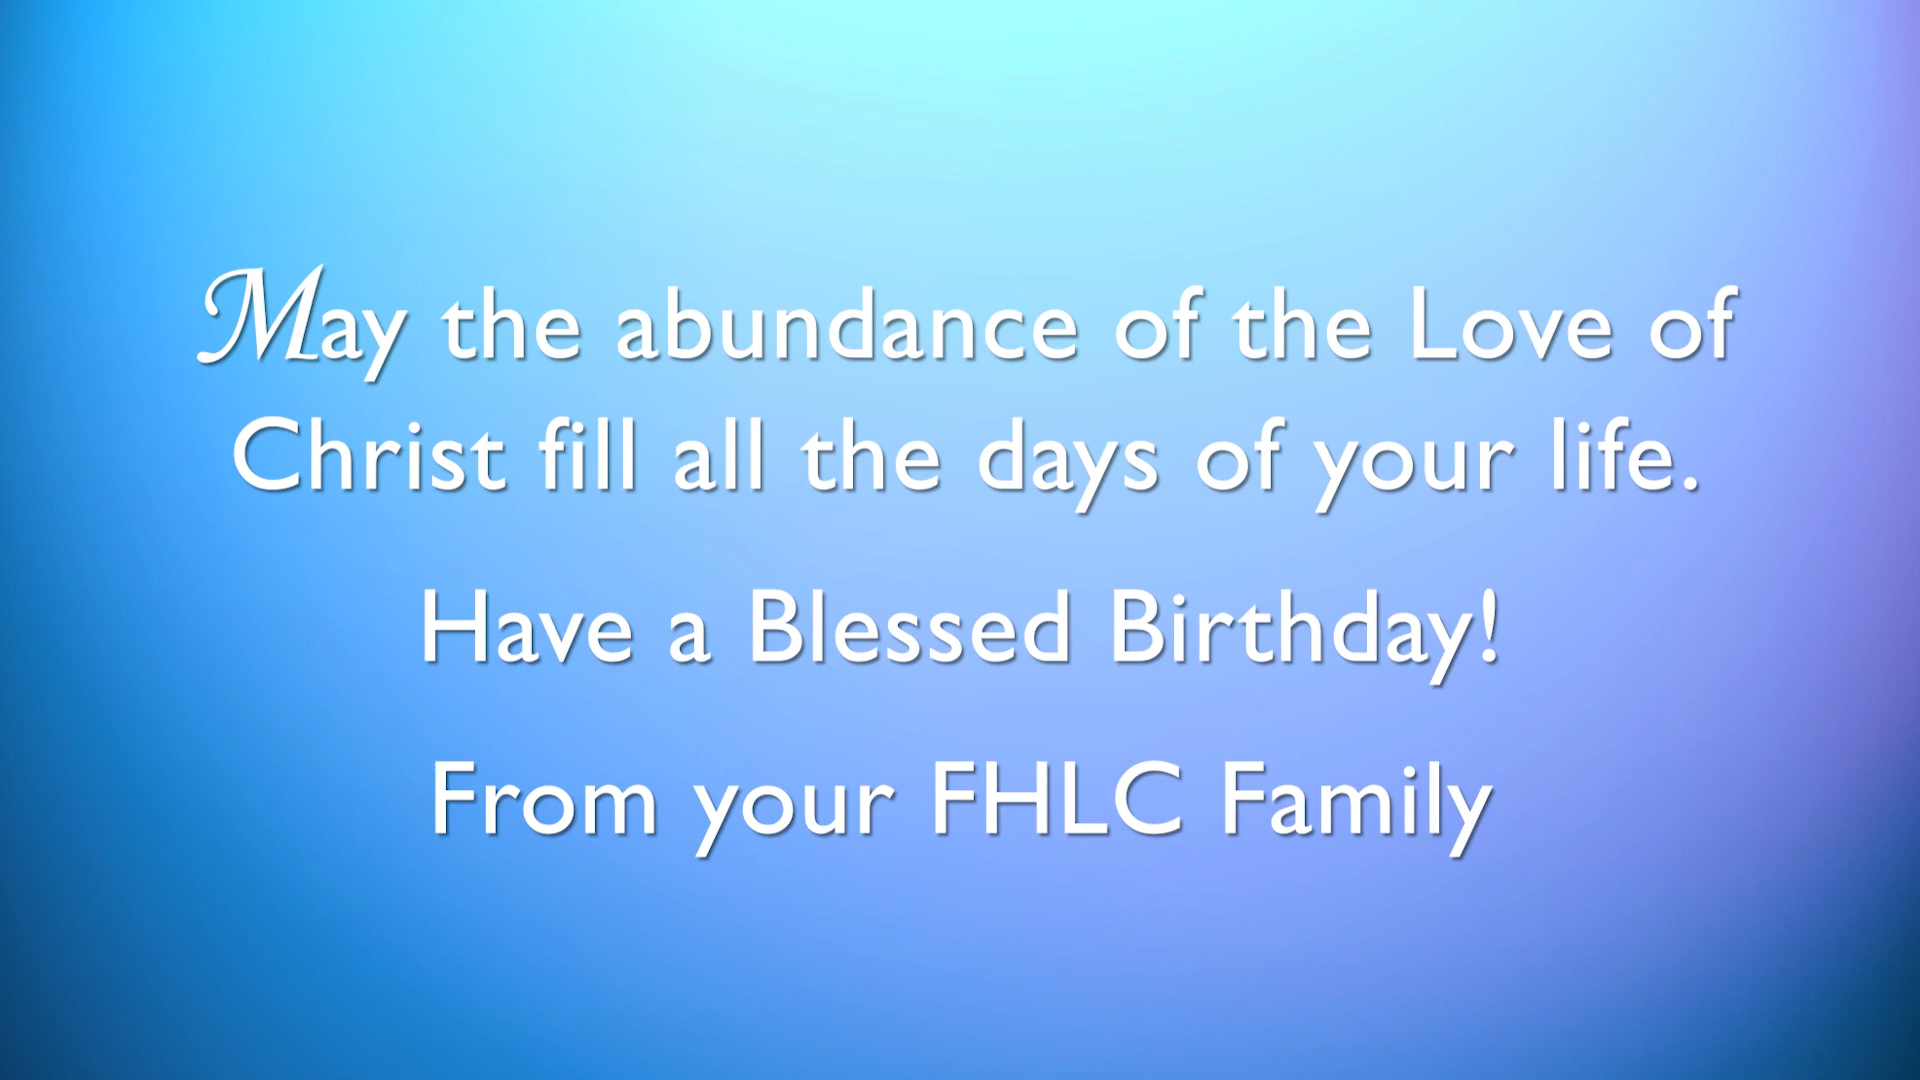 May the abundance of the Love of
Christ fill all the days of your life.
Have a Blessed Birthday!
From your FHLC Family